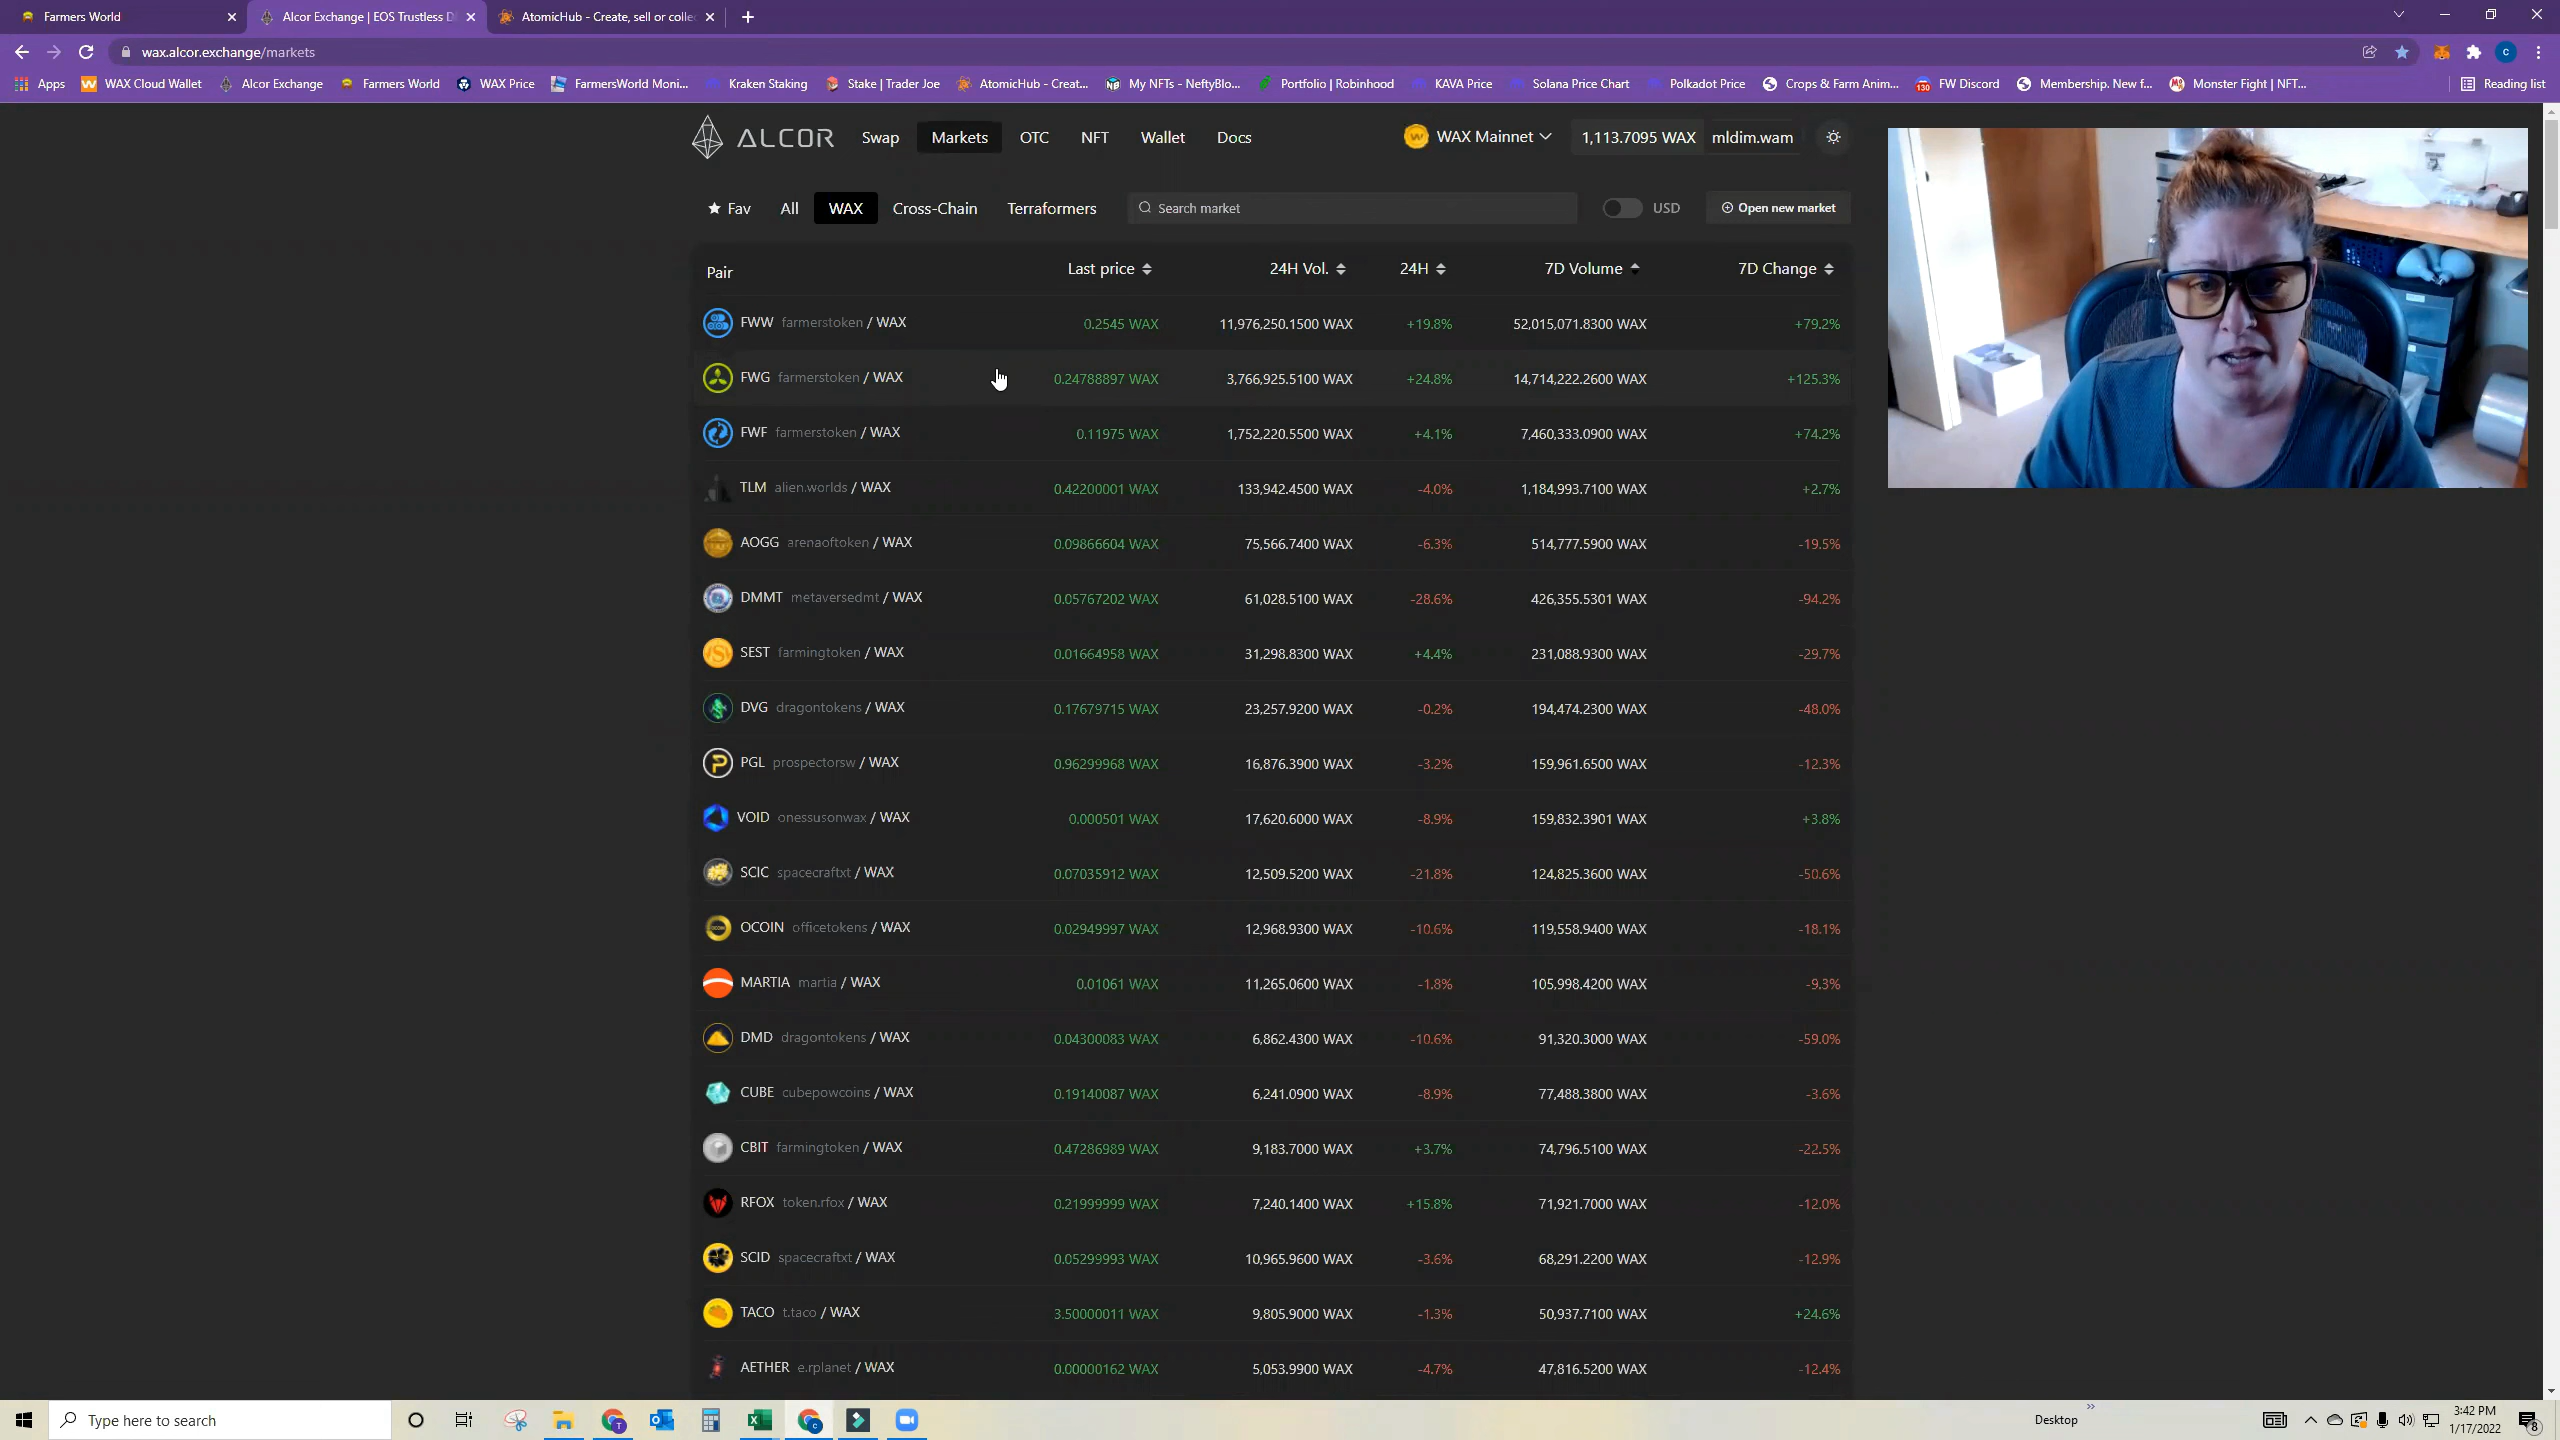 Farmers World
Alcor Exchange | EOS Trustless D
AtomicHub - Create, sell or colle
wax.alcor.exchange/markets
Apps
WAX Cloud Wallet
Alcor Exchange
Farmers World
WAX Price
FarmersWorld Moni...
Kraken Staking
Stake | Trader Joe
AtomicHub - Creat...
My NFTs - NeftyBlo...
Portfolio | Robinhood
KAVA Price
Solana Price Chart
Polkadot Price
Crops & Farm Anim...
130
FW Discord
Membership. New f...
Monster Fight | NFT...
Reading list
ALCOR
Swap
Markets
OTC
NFT
Wallet
Docs
WAX Mainnet
1,113.7095 WAX
mldim.wam
Fav
All
WAX
Cross-Chain
Terraformers
Search market
USD
Open new market
Pair Last price 24H Vol. 24H 7D Volume 7D Change
FWW farmerstoken / WAX 0.2545 WAX 11,976,250.1500 WAX +19.8% 52,015,071.8300 WAX +79.2%
FWG farmerstoken / WAX 0.24788897 WAX 3,766,925.5100 WAX +24.8% 14,714,222.2600 WAX +125.3%
FWF farmerstoken / WAX 0.11975 WAX 1,752,220.5500 WAX +4.1% 7,460,333.0900 WAX +74.2%
TLM alien.worlds / WAX 0.42200001 WAX 133,942.4500 WAX -4.0% 1,184,993.7100 WAX +2.7%
AOGG arenaoftoken / WAX 0.09866604 WAX 75,566.7400 WAX -6.3% 514,777.5900 WAX -19.5%
DMMT metaversedmt / WAX 0.05767202 WAX 61,028.5100 WAX -28.6% 426,355.5301 WAX -94.2%
SEST farmingtoken / WAX 0.01664958 WAX 31,298.8300 WAX +4.4% 231,088.9300 WAX -29.7%
DVG dragontokens / WAX 0.17679715 WAX 23,257.9200 WAX -0.2% 194,474.2300 WAX -48.0%
PGL prospectorsw / WAX 0.96299968 WAX 16,876.3900 WAX -3.2% 159,961.6500 WAX -12.3%
VOID onessusonwax / WAX 0.000501 WAX 17,620.6000 WAX -8.9% 159,832.3901 WAX +3.8%
SCIC spacecraftxt / WAX 0.07035912 WAX 12,509.5200 WAX -21.8% 124,825.3600 WAX -50.6%
OCOIN officetokens / WAX 0.02949997 WAX 12,968.9300 WAX -10.6% 119,558.9400 WAX -18.1%
MARTIA martia / WAX 0.01061 WAX 11,265.0600 WAX -1.8% 105,998.4200 WAX -9.3%
DMD dragontokens / WAX 0.04300083 WAX 6,862.4300 WAX -10.6% 91,320.3000 WAX -59.0%
CUBE cubepowcoins / WAX 0.19140087 WAX 6,241.0900 WAX -8.9% 77,488.3800 WAX -3.6%
CBIT farmingtoken / WAX 0.47286989 WAX 9,183.7000 WAX +3.7% 74,796.5100 WAX -22.5%
RFOX token.rfox / WAX 0.21999999 WAX 7,240.1400 WAX +15.8% 71,921.7000 WAX -12.0%
SCID spacecraftxt / WAX 0.05299993 WAX 10,965.9600 WAX -3.6% 68,291.2200 WAX -12.9%
TACO t.taco / WAX 3.50000011 WAX 9,805.9000 WAX -1.3% 50,937.7100 WAX +24.6%
AETHER e.rplanet / WAX 0.00000162 WAX 5,053.9900 WAX -4.7% 47,816.5200 WAX -12.4%
Type here to search
Desktop
3:42 PM
1/17/2022
8